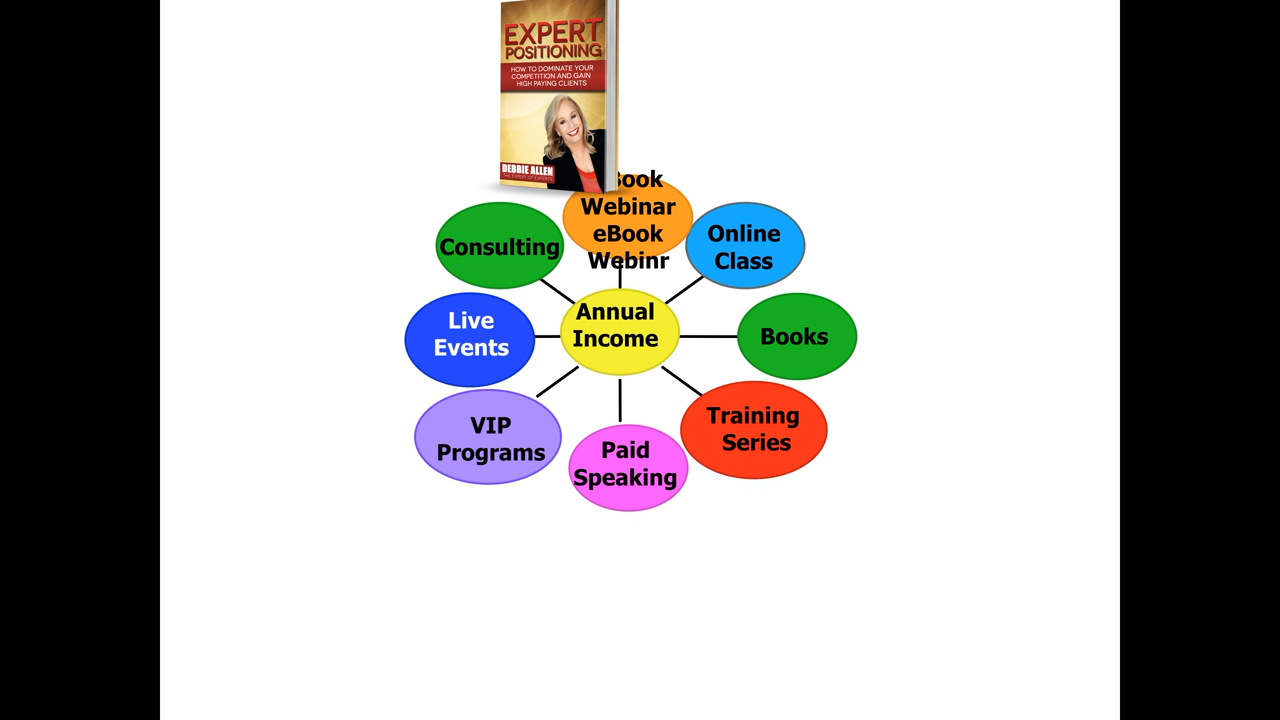 EXPERT
POSITIONING
HOW TO DOMINATE YOUR
COMPETITION AND GAIN
HIGH PAYING CLIENTS
DEBBIE ALLEN
THE EXPERT OF EXPERTS
Book
Webinar
eBook
Webinr
Consulting
Online
Class
Live
Events
Annual
Income
Books
VIP
Programs
Paid
Speaking
Training
Series